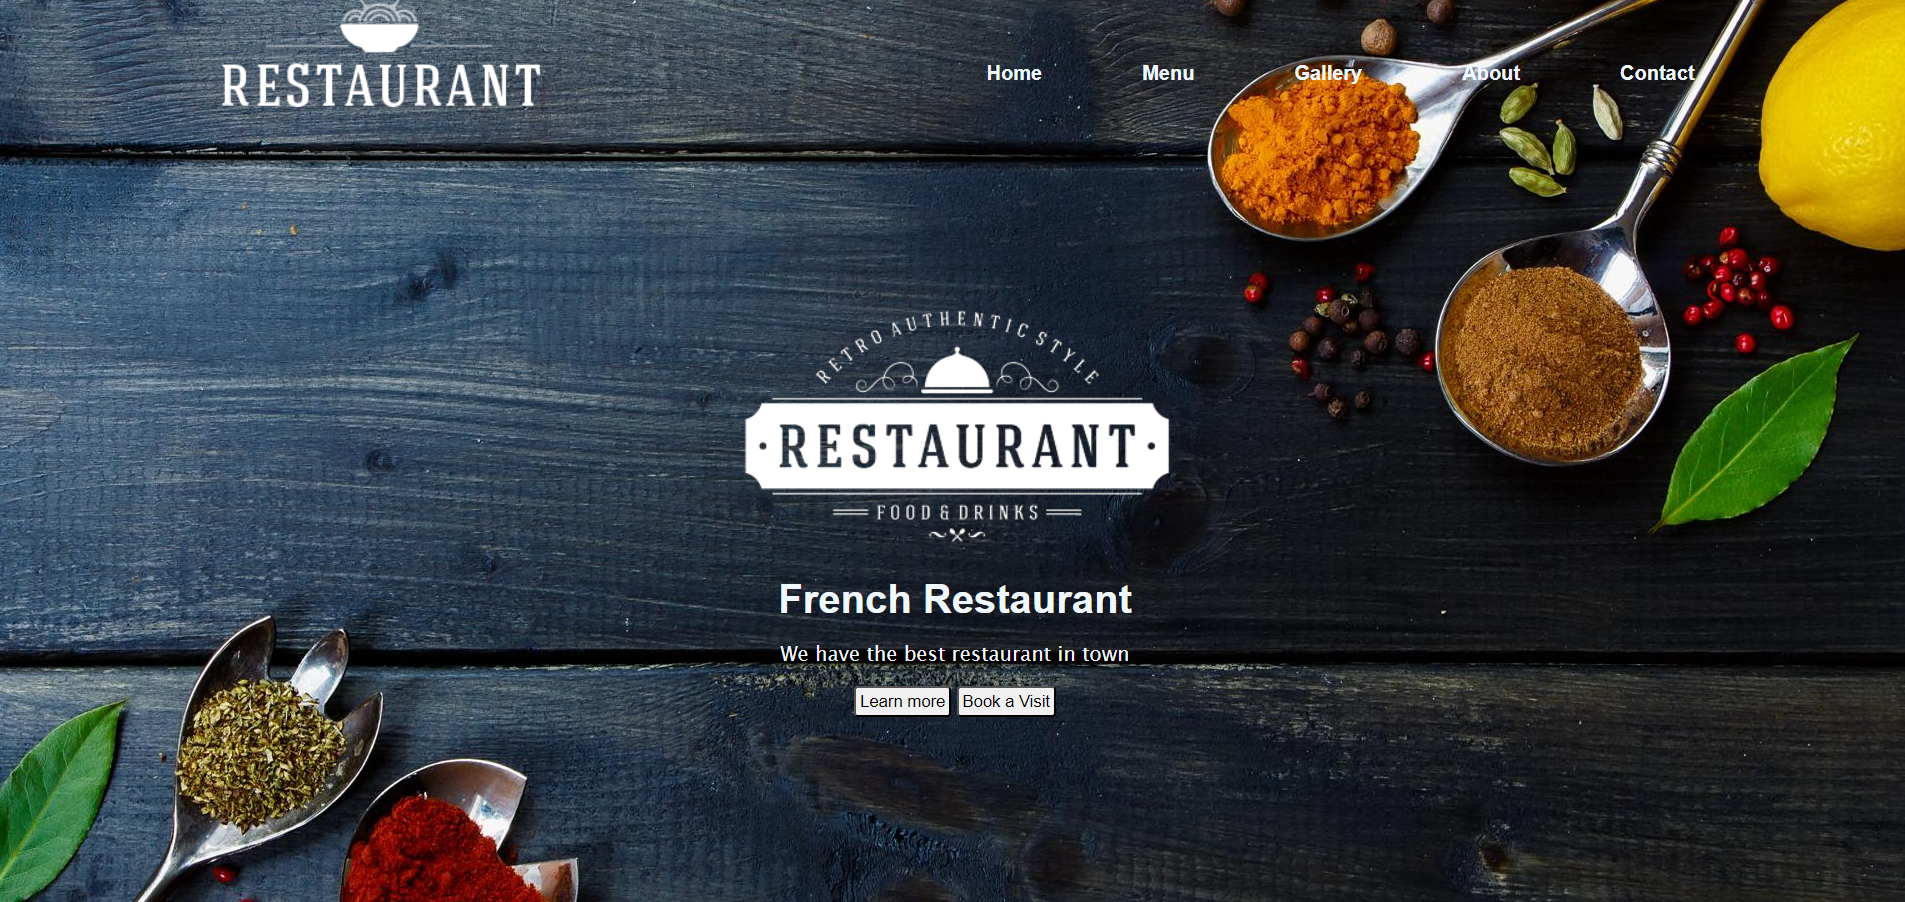 RESTAURANT
Home Menu Gallery About Contact
RETRO AUTHENTIC STYLE
· RESTAURANT ·
FOOD & DRINKS
French Restaurant
We have the best restaurant in town
Learn more Book a Visit